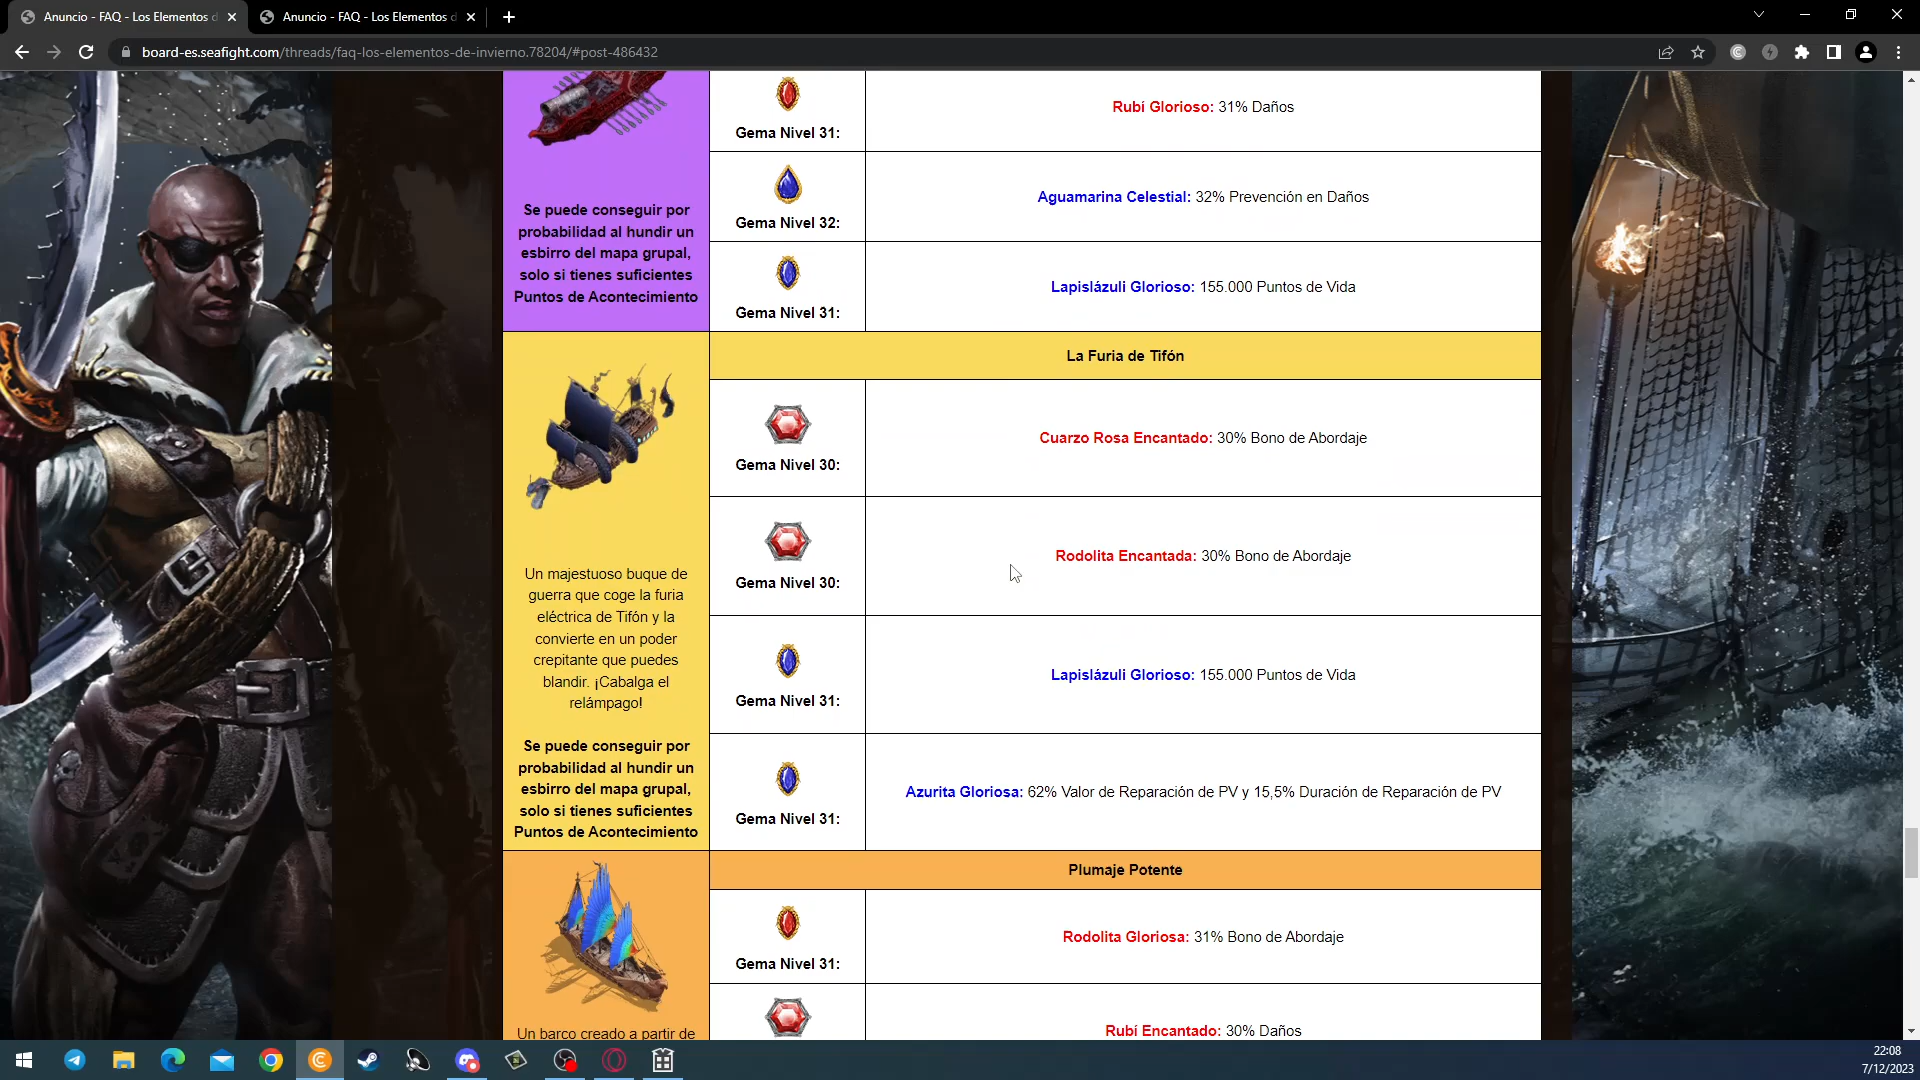 Anuncio - FAQ - Los Elementos d
Anuncio - FAQ - Los Elementos d
board-es.seafight.com/threads/faq-los-elementos-de-invierno.78204/#post-486432
Se puede conseguir por
probabilidad al hundir un
esbirro del mapa grupal,
solo si tienes suficientes
Puntos de Acontecimiento
Gema Nivel 31:
Rubí Glorioso: 31% Daños
Gema Nivel 32:
Aguamarina Celestial: 32% Prevención en Daños
Gema Nivel 31:
Lapislázuli Glorioso: 155.000 Puntos de Vida
La Furia de Tifón
Un majestuoso buque de
guerra que coge la furia
eléctrica de Tifón y la
convierte en un poder
crepitante que puedes
blandir. ¡Cabalga el
relámpago!
Se puede conseguir por
probabilidad al hundir un
esbirro del mapa grupal,
solo si tienes suficientes
Puntos de Acontecimiento
Gema Nivel 30:
Cuarzo Rosa Encantado: 30% Bono de Abordaje
Gema Nivel 30:
Rodolita Encantada: 30% Bono de Abordaje
Gema Nivel 31:
Lapislázuli Glorioso: 155.000 Puntos de Vida
Gema Nivel 31:
Azurita Gloriosa: 62% Valor de Reparación de PV y 15,5% Duración de Reparación de PV
Plumaje Potente
Un barco creado a partir de
Gema Nivel 31:
Rodolita Gloriosa: 31% Bono de Abordaje
Rubí Encantado: 30% Daños
22:08
7/12/2023